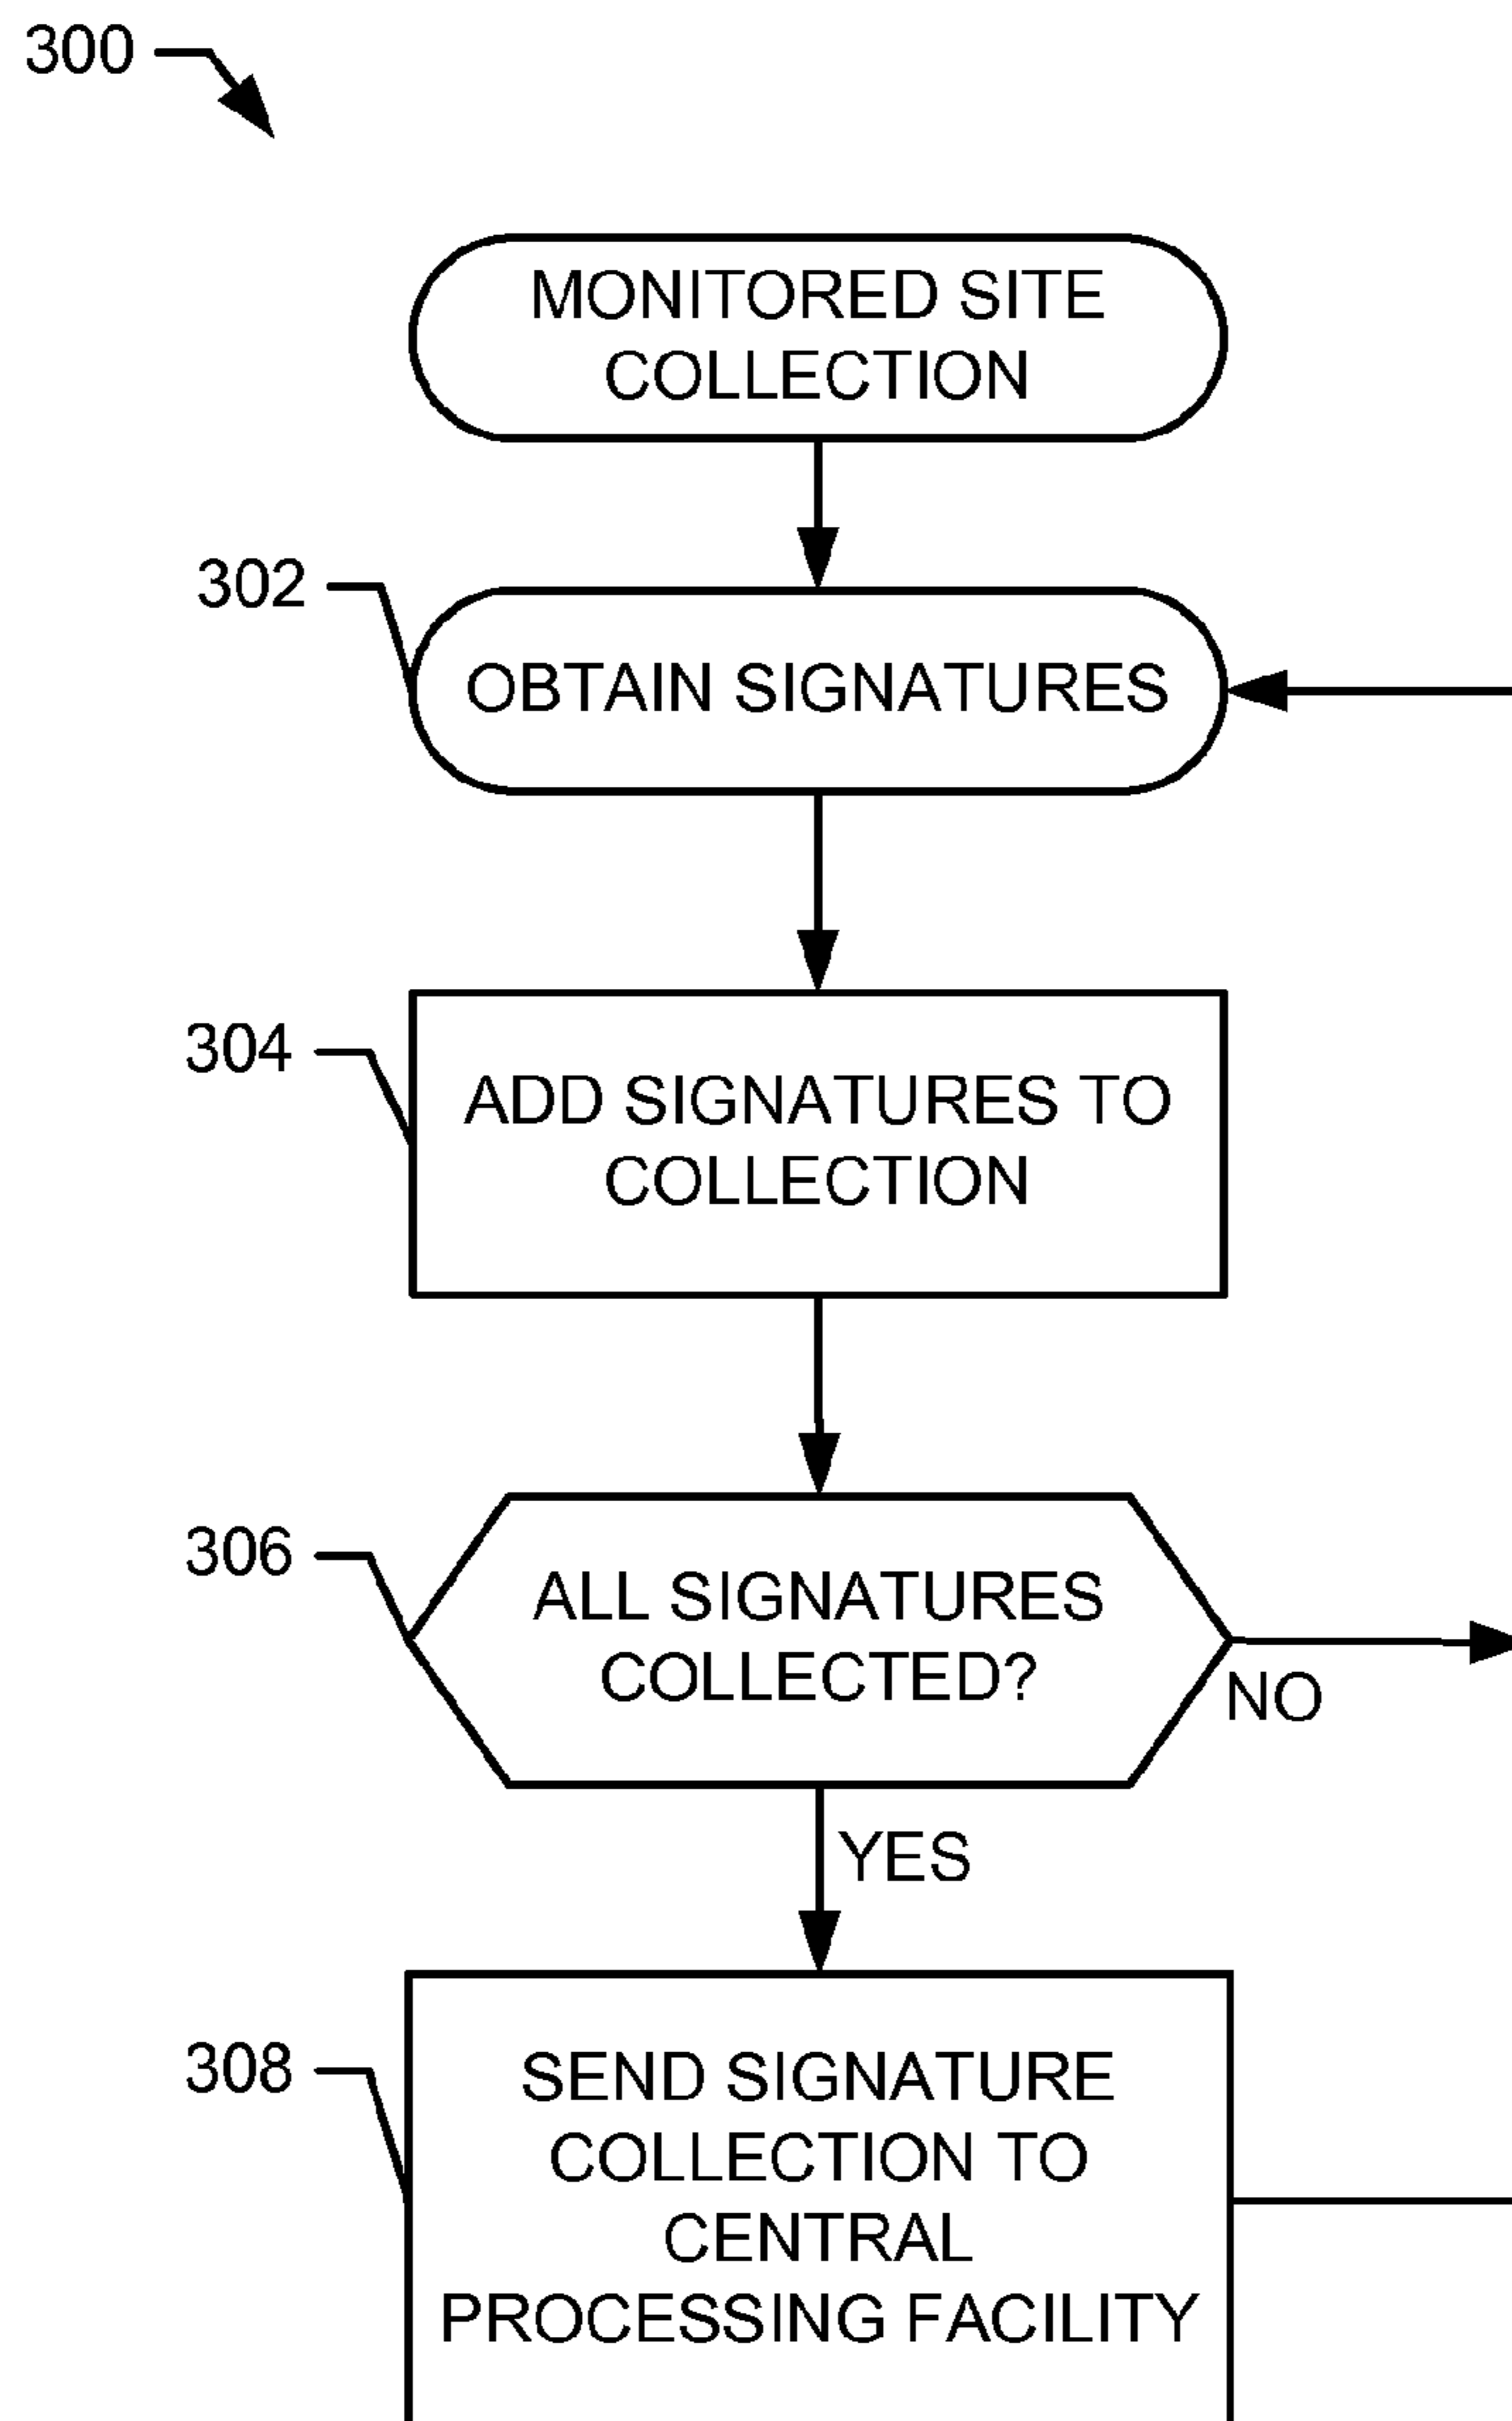 300
MONITORED SITE
COLLECTION
302
OBTAIN SIGNATURES
304
ADD SIGNATURES TO
COLLECTION
306
ALL SIGNATURES
COLLECTED?
NO
YES
308
SEND SIGNATURE
COLLECTION TO
CENTRAL
PROCESSING FACILITY